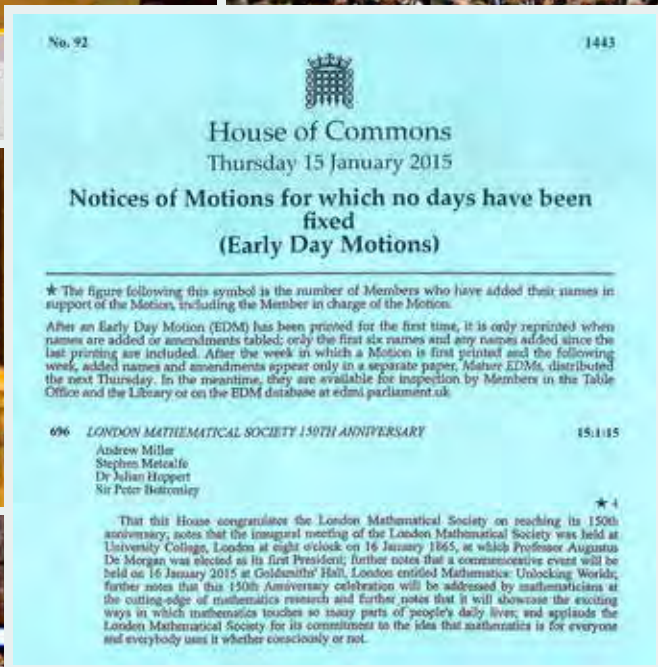 No. 92
1443
House of Commons
Thursday 15 January 2015
Notices of Motions for which no days have been
fixed
(Early Day Motions)
★ The figure following this symbol is the number of Members who have added their names in
support of the Motion, including the Member in charge of the Motion.
After an Early Day Motion (EDM) has been printed for the first time, it is only reprinted when
names are added or amendments tabled; only the first six names and any names added since the
last printing are included. After the week in which a Motion is first printed and the following
week, added names and amendments appear only in a separate paper, Mature EDMs, distributed
the next Thursday. In the meantime, they are available for inspection by Members in the Table
Office and the Library or on the EDM database at edmi.parliament.uk
696 LONDON MATHEMATICAL SOCIETY 150TH ANNIVERSARY 15:1:15
Andrew Miller
Stephen Metcalfe
Dr Julian Huppert
Sir Peter Bottomley
★ 4
That this House congratulates the London Mathematical Society on reaching its 150th
anniversary; notes that the inaugural meeting of the London Mathematical Society was held at
University College, London at eight o'clock on 16 January 1865, at which Professor Augustus
De Morgan was elected as its first President; further notes that a commemorative event will be
held on 16 January 2015 at Goldsmiths' Hall, London entitled Mathematics: Unlocking Worlds;
further notes that this 150th Anniversary celebration will be addressed by mathematicians at
the cutting-edge of mathematics research and further notes that it will showcase the exciting
ways in which mathematics touches so many parts of people's daily lives; and applauds the
London Mathematical Society for its commitment to the idea that mathematics is for everyone
and everybody uses it whether consciously or not.